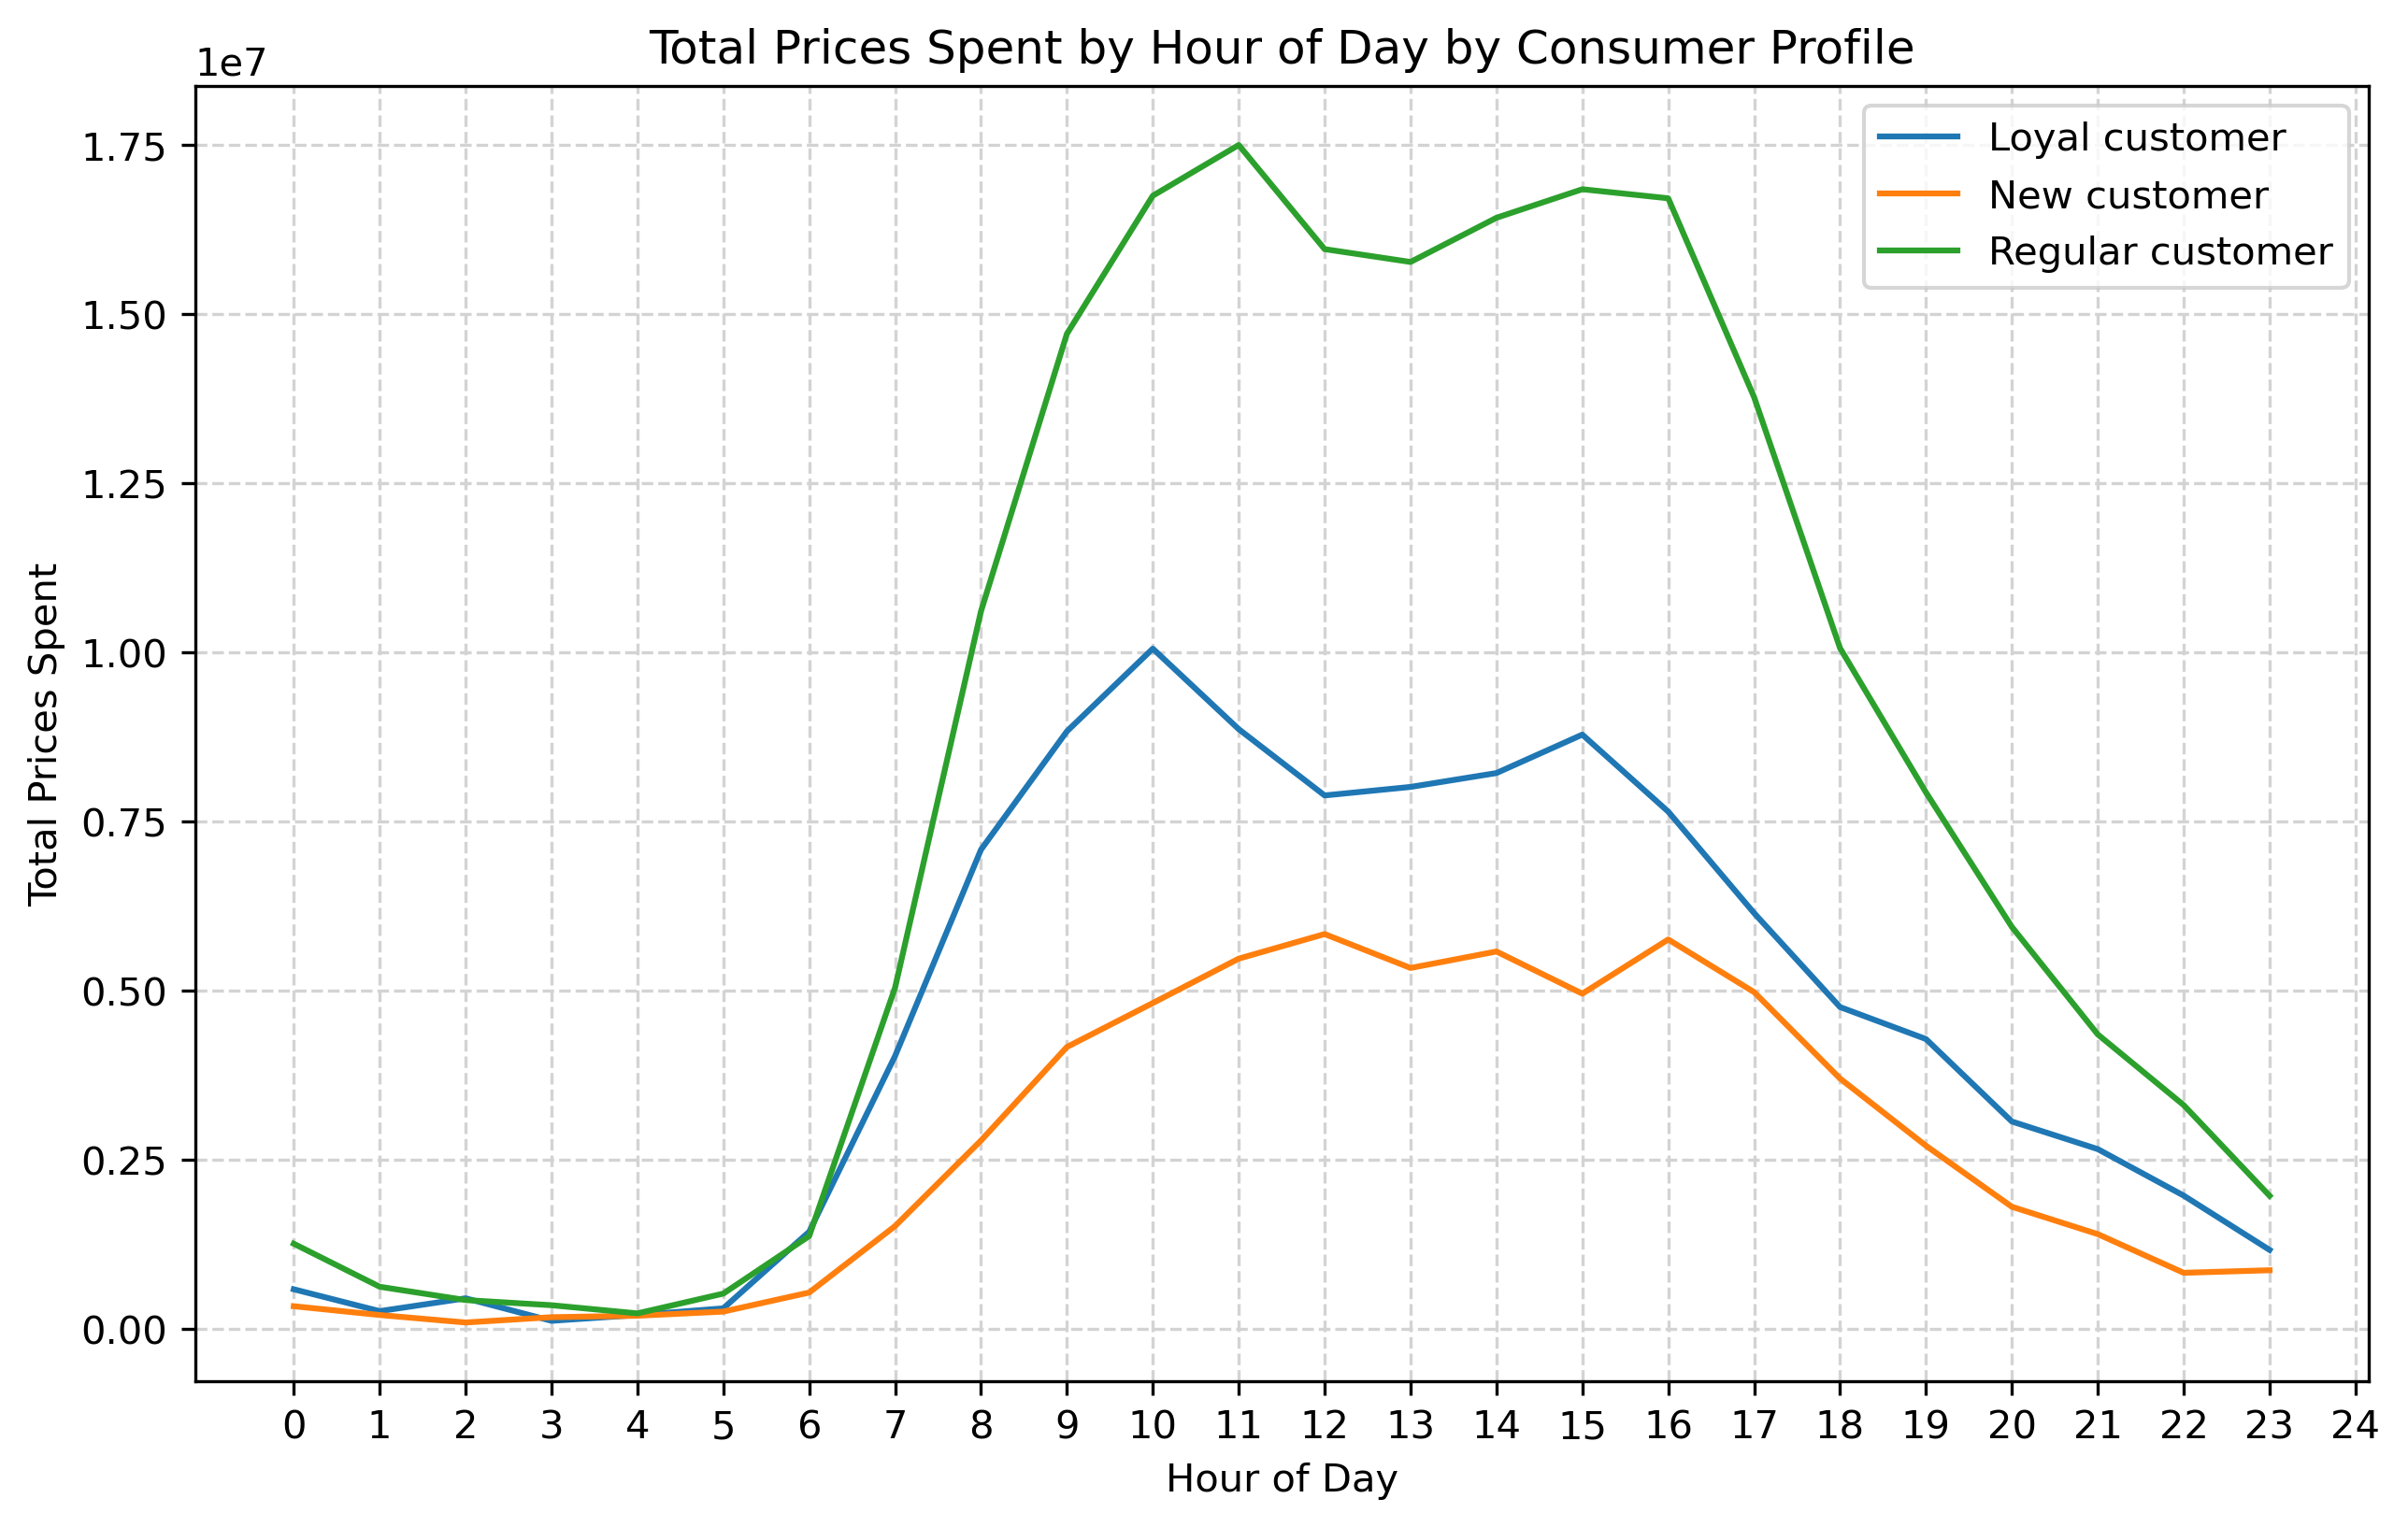 Total Prices Spent by Hour of Day by Consumer Profile
1e7
1.75
1.50
1.25
1.00
0.75
0.50
0.25
0.00
Total Prices Spent
Loyal customer
New customer
Regular customer
0 1 2 3 4 5 6 7 8 9 10 11 12 13 14 15 16 17 18 19 20 21 22 23 24
Hour of Day